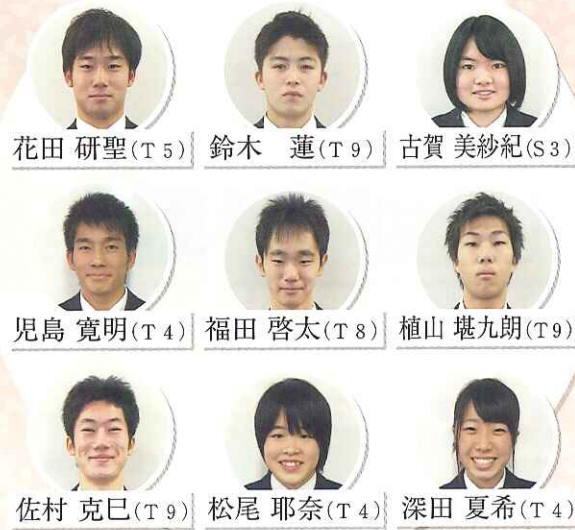 花田 研聖(T5)
鈴木 蓮(T9)
古賀 美紗紀(S3)
児島 寛明(T4)
福田 啓太(T8)
植山 堪九朗(T9)
佐村 克巳(T9)
松尾 耶奈(T4)
深田 夏希(T4)